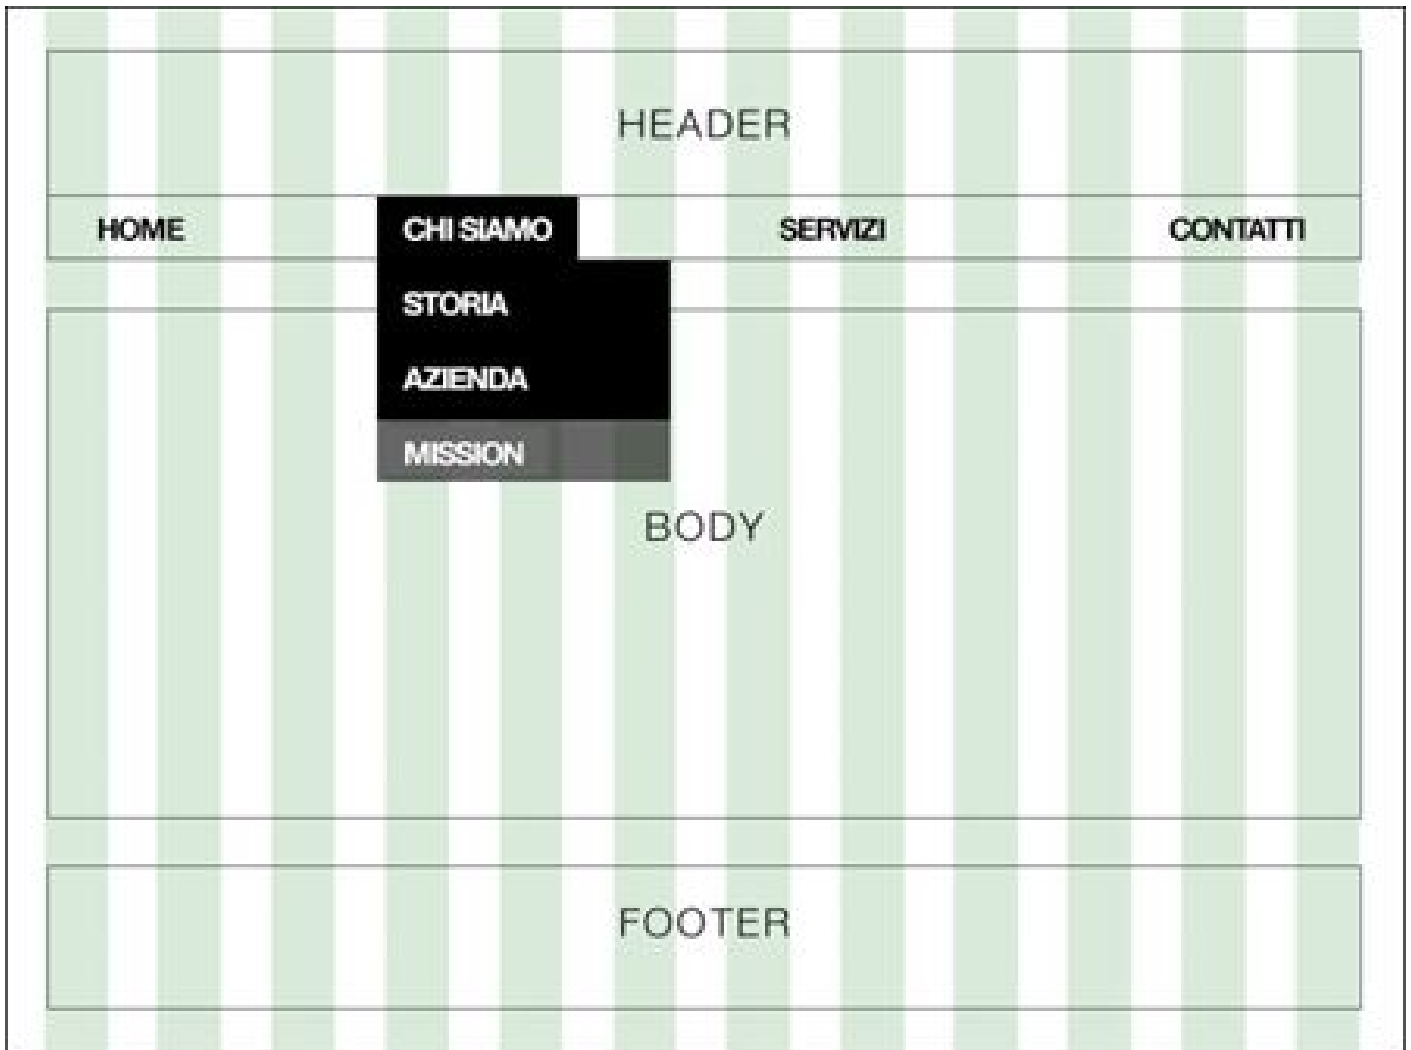 HEADER
HOME CHI SIAMO SERVIZI CONTATTI
STORIA
AZIENDA
MISSION
BODY
FOOTER